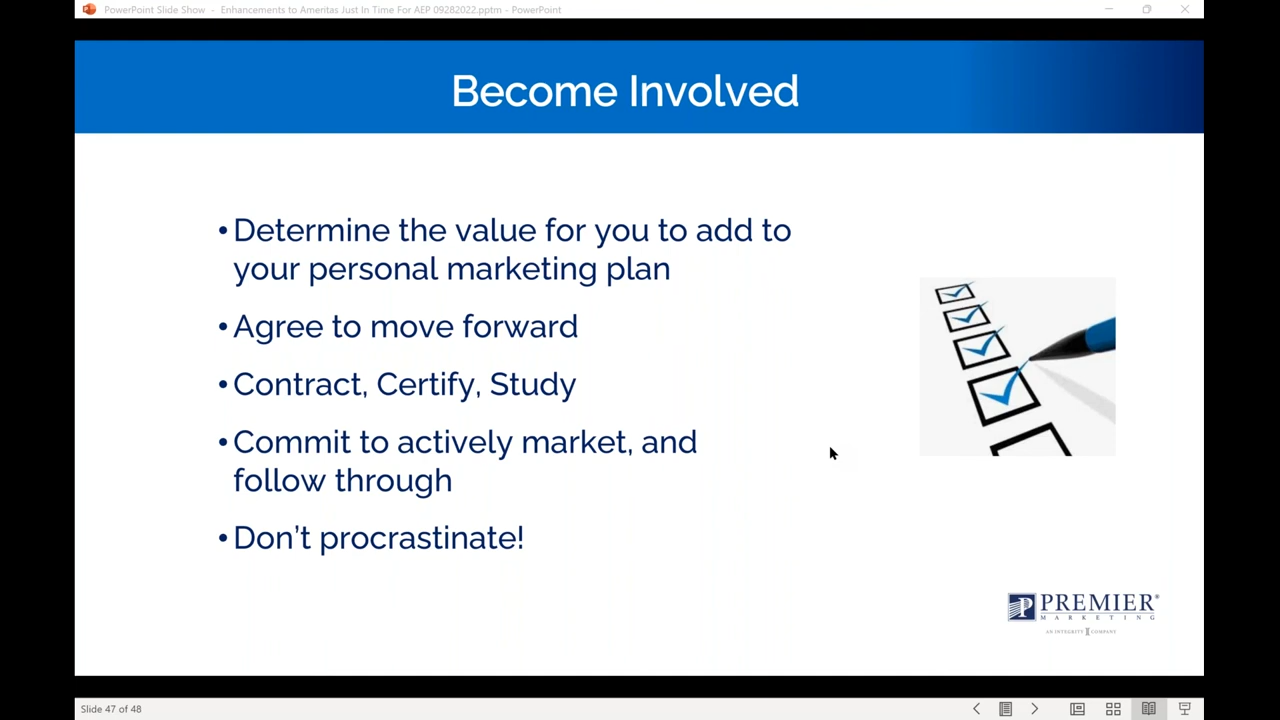 PowerPoint Slide Show - Enhancements to Ameritas Just In Time For AEP 09282022.pptm - PowerPoint
Become Involved
•Determine the value for you to add to
your personal marketing plan
•Agree to move forward
•Contract, Certify, Study
•Commit to actively market, and
follow through
•Don't procrastinate!
PREMIER®
MARKETING
AN INTEGRITY COMPANY
Slide 47 of 48